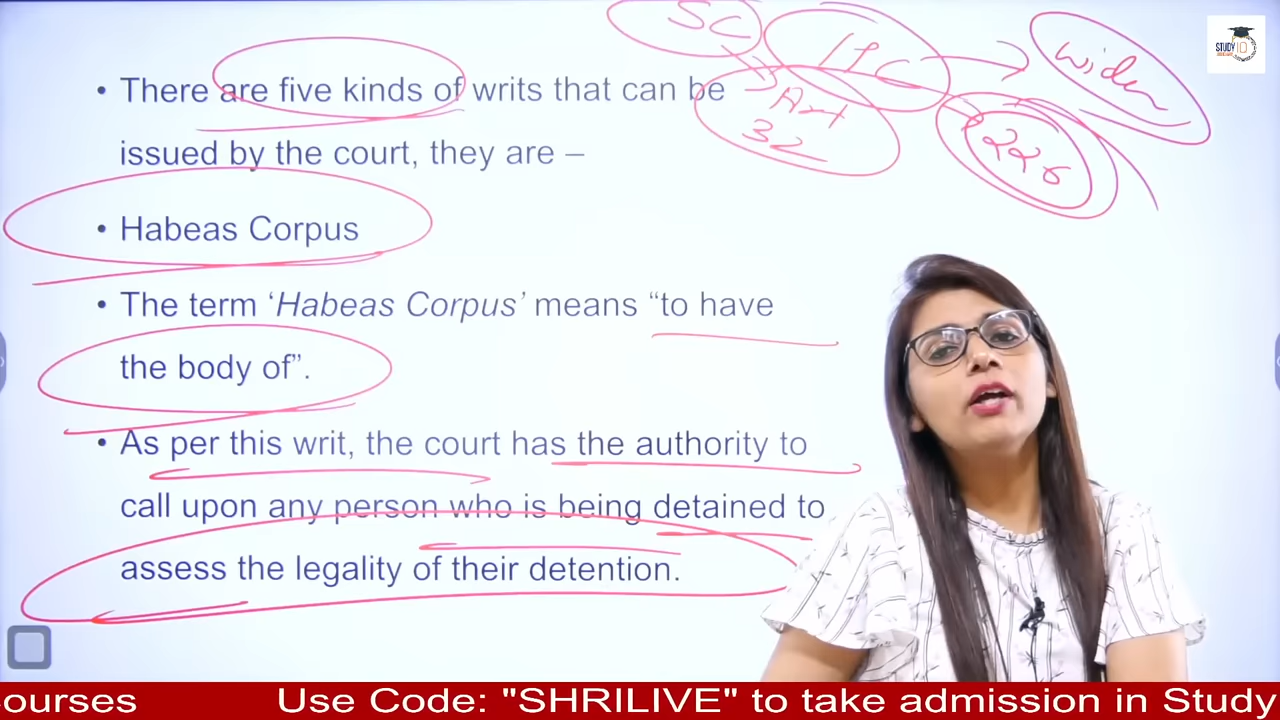 SC
HC
wider
Art
32
226
STUDY IQ
• There are five kinds of writs that can be
issued by the court, they are –
• Habeas Corpus
• The term ‘Habeas Corpus’ means “to have
the body of”.
• As per this writ, the court has the authority to
call upon any person who is being detained to
assess the legality of their detention.
ourses Use Code: "SHRILIVE" to take admission in Study